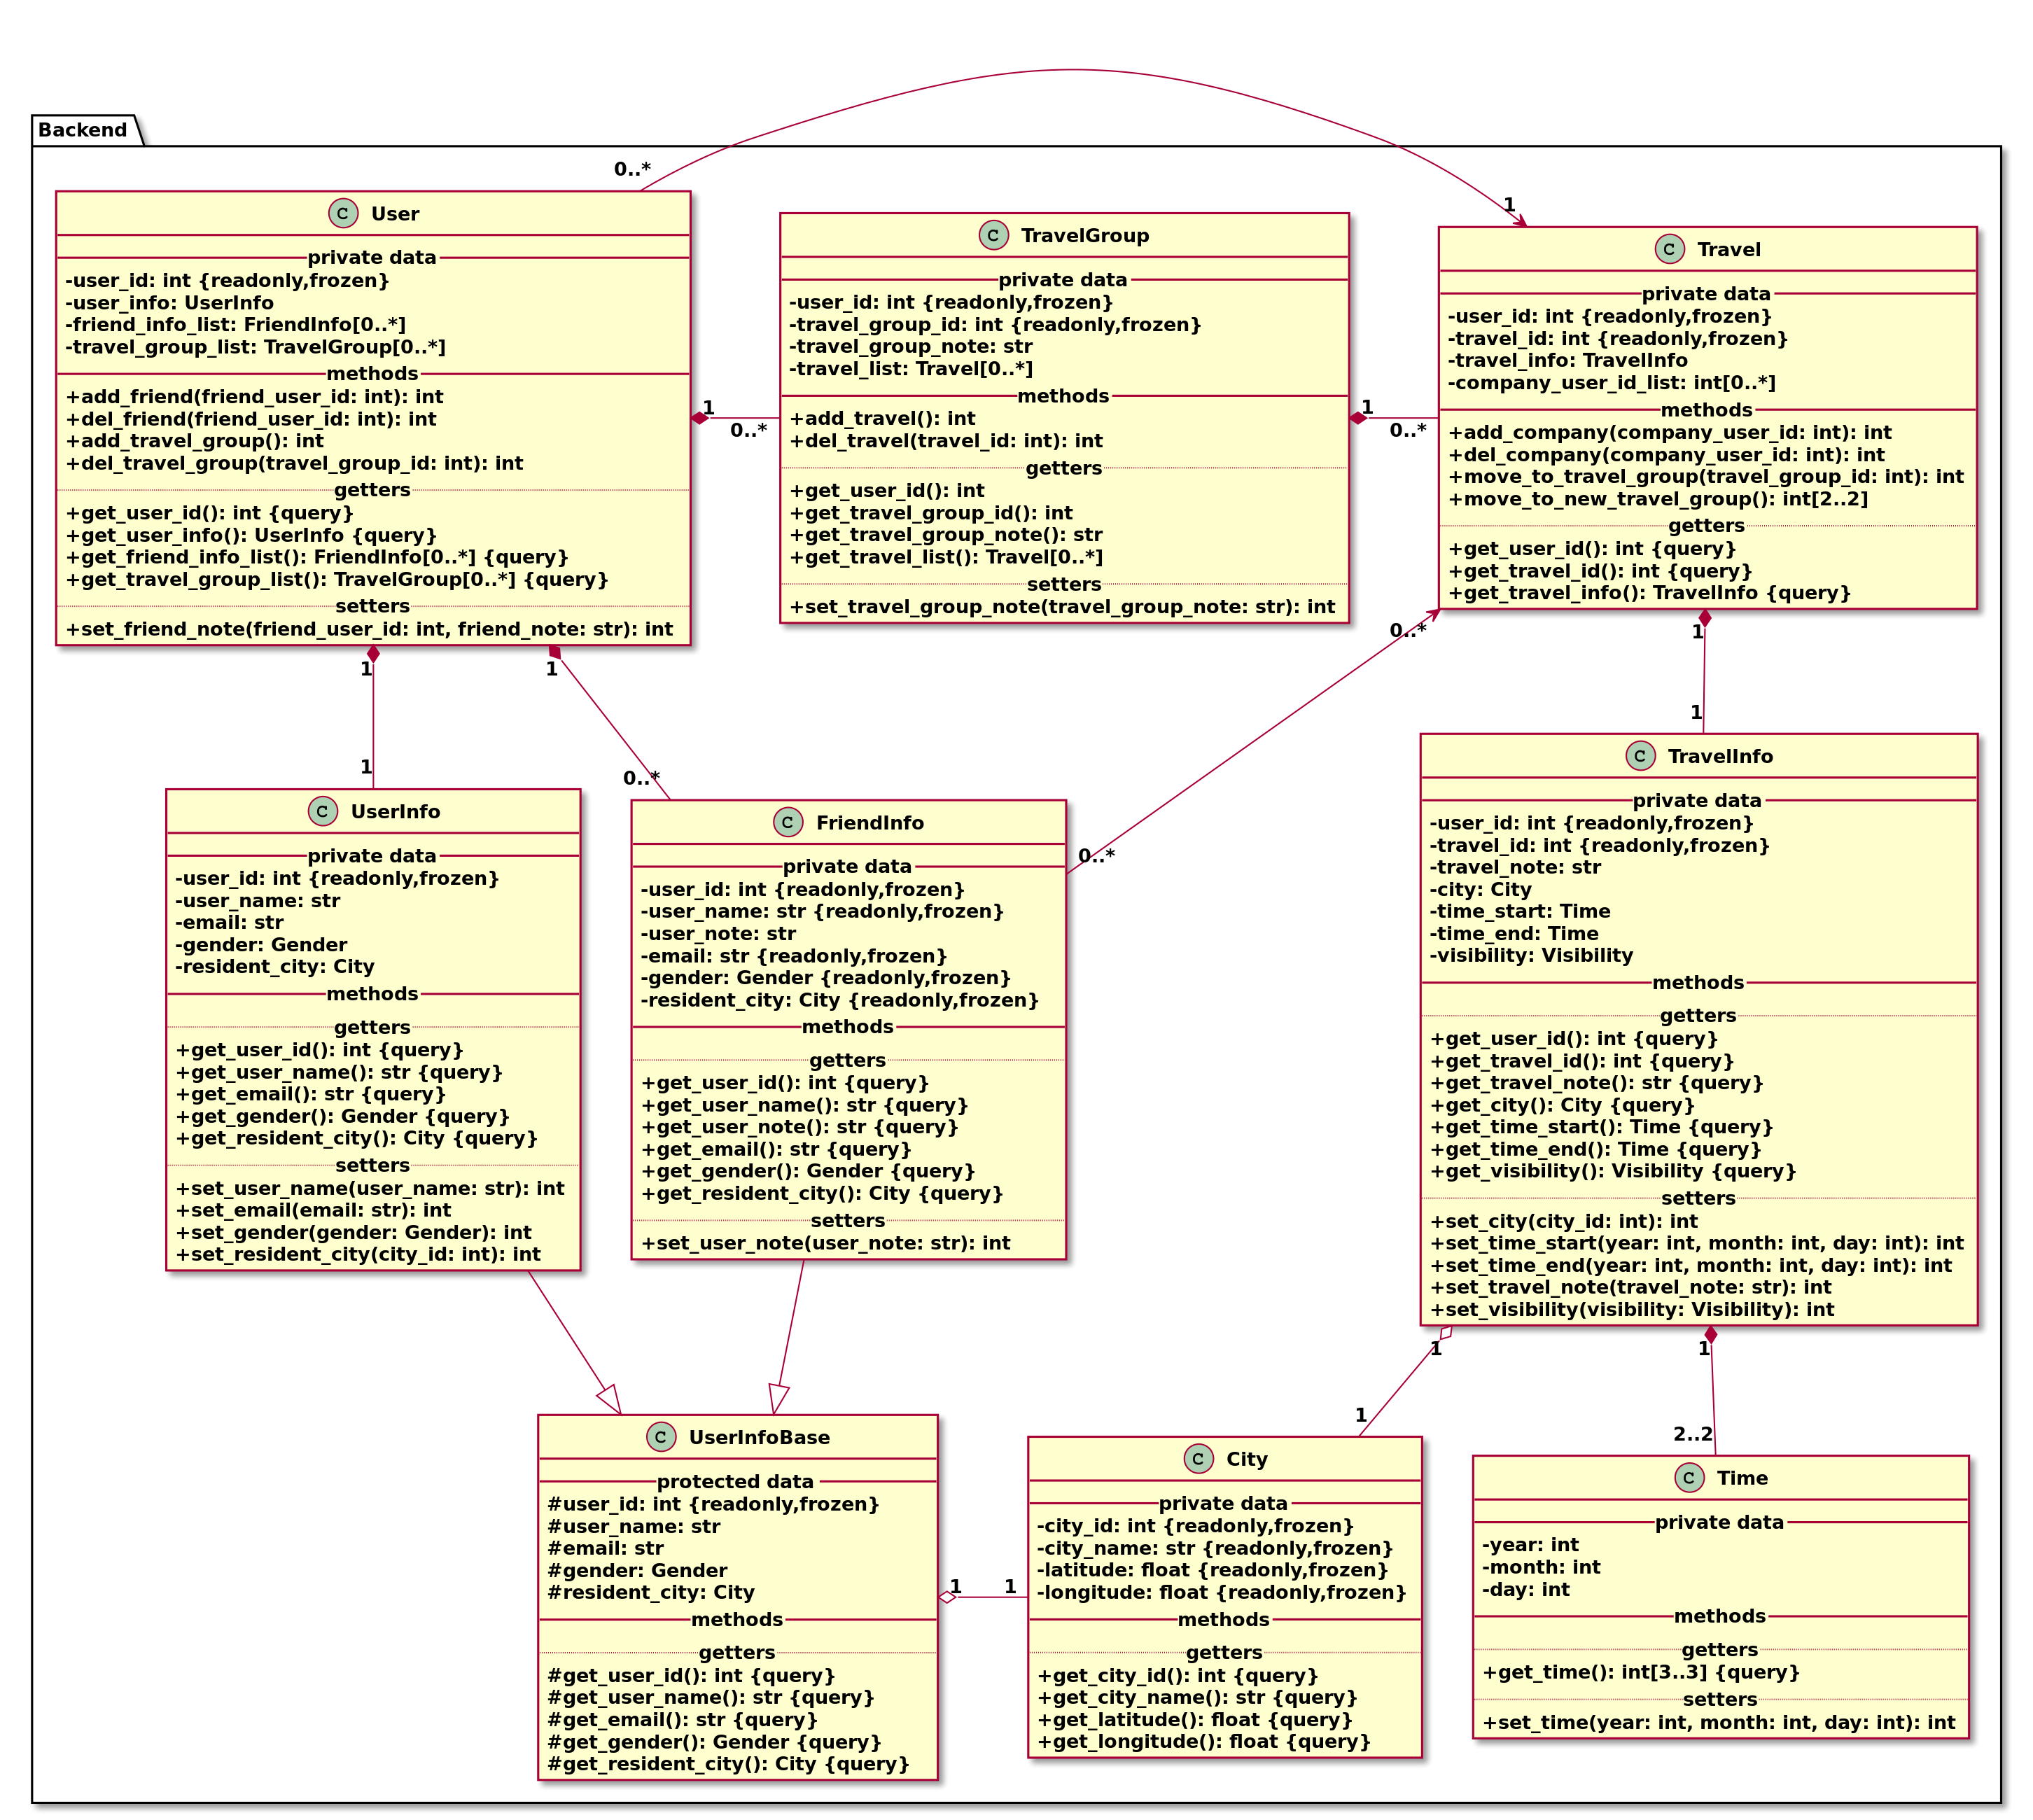 Backend
0..*
1
C User
private data
-user_id: int {readonly,frozen}
-user_info: UserInfo
-friend_info_list: FriendInfo[0..*]
-travel_group_list: TravelGroup[0..*]
methods
+add_friend(friend_user_id: int): int
+del_friend(friend_user_id: int): int
+add_travel_group(): int
+del_travel_group(travel_group_id: int): int
getters
+get_user_id(): int {query}
+get_user_info(): UserInfo {query}
+get_friend_info_list(): FriendInfo[0..*] {query}
+get_travel_group_list(): TravelGroup[0..*] {query}
setters
+set_friend_note(friend_user_id: int, friend_note: str): int
1
0..*
C TravelGroup
private data
-user_id: int {readonly,frozen}
-travel_group_id: int {readonly,frozen}
-travel_group_note: str
-travel_list: Travel[0..*]
methods
+add_travel(): int
+del_travel(travel_id: int): int
getters
+get_user_id(): int
+get_travel_group_id(): int
+get_travel_group_note(): str
+get_travel_list(): Travel[0..*]
setters
+set_travel_group_note(travel_group_note: str): int
1
0..*
C Travel
private data
-user_id: int {readonly,frozen}
-travel_id: int {readonly,frozen}
-travel_info: TravelInfo
-company_user_id_list: int[0..*]
methods
+add_company(company_user_id: int): int
+del_company(company_user_id: int): int
+move_to_travel_group(travel_group_id: int): int
+move_to_new_travel_group(): int[2..2]
getters
+get_user_id(): int {query}
+get_travel_id(): int {query}
+get_travel_info(): TravelInfo {query}
1
1
0..*
1
1
1
0..*
0..*
C UserInfo
private data
-user_id: int {readonly,frozen}
-user_name: str
-email: str
-gender: Gender
-resident_city: City
methods
getters
+get_user_id(): int {query}
+get_user_name(): str {query}
+get_email(): str {query}
+get_gender(): Gender {query}
+get_resident_city(): City {query}
setters
+set_user_name(user_name: str): int
+set_email(email: str): int
+set_gender(gender: Gender): int
+set_resident_city(city_id: int): int
C FriendInfo
private data
-user_id: int {readonly,frozen}
-user_name: str {readonly,frozen}
-user_note: str
-email: str {readonly,frozen}
-gender: Gender {readonly,frozen}
-resident_city: City {readonly,frozen}
methods
getters
+get_user_id(): int {query}
+get_user_name(): str {query}
+get_user_note(): str {query}
+get_email(): str {query}
+get_gender(): Gender {query}
+get_resident_city(): City {query}
setters
+set_user_note(user_note: str): int
C TravelInfo
private data
-user_id: int {readonly,frozen}
-travel_id: int {readonly,frozen}
-travel_note: str
-city: City
-time_start: Time
-time_end: Time
-visibility: Visibility
methods
getters
+get_user_id(): int {query}
+get_travel_id(): int {query}
+get_travel_note(): str {query}
+get_city(): City {query}
+get_time_start(): Time {query}
+get_time_end(): Time {query}
+get_visibility(): Visibility {query}
setters
+set_city(city_id: int): int
+set_time_start(year: int, month: int, day: int): int
+set_time_end(year: int, month: int, day: int): int
+set_travel_note(travel_note: str): int
+set_visibility(visibility: Visibility): int
1
1
1
2..2
C UserInfoBase
protected data
#user_id: int {readonly,frozen}
#user_name: str
#email: str
#gender: Gender
#resident_city: City
methods
getters
#get_user_id(): int {query}
#get_user_name(): str {query}
#get_email(): str {query}
#get_gender(): Gender {query}
#get_resident_city(): City {query}
1
1
C City
private data
-city_id: int {readonly,frozen}
-city_name: str {readonly,frozen}
-latitude: float {readonly,frozen}
-longitude: float {readonly,frozen}
methods
getters
+get_city_id(): int {query}
+get_city_name(): str {query}
+get_latitude(): float {query}
+get_longitude(): float {query}
C Time
private data
-year: int
-month: int
-day: int
methods
getters
+get_time(): int[3..3] {query}
setters
+set_time(year: int, month: int, day: int): int